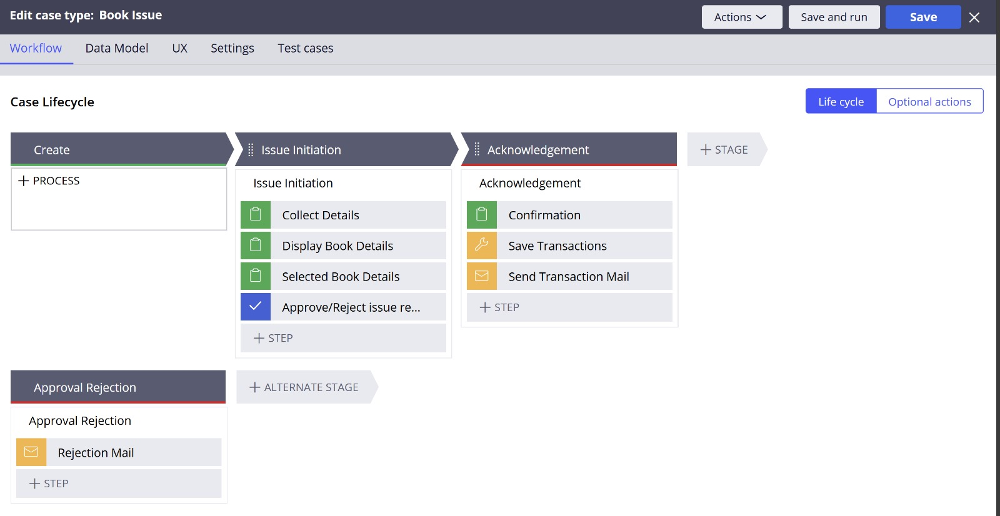 Edit case type: Book Issue
Actions
Save and run
Save
Workflow
Data Model
UX
Settings
Test cases
Case Lifecycle
Life cycle
Optional actions
Create
Issue Initiation
Acknowledgement
+ STAGE
+ PROCESS
Issue Initiation
Collect Details
Display Book Details
Selected Book Details
Approve/Reject issue re...
+ STEP
Acknowledgement
Confirmation
Save Transactions
Send Transaction Mail
+ STEP
Approval Rejection
+ ALTERNATE STAGE
Approval Rejection
Rejection Mail
+ STEP